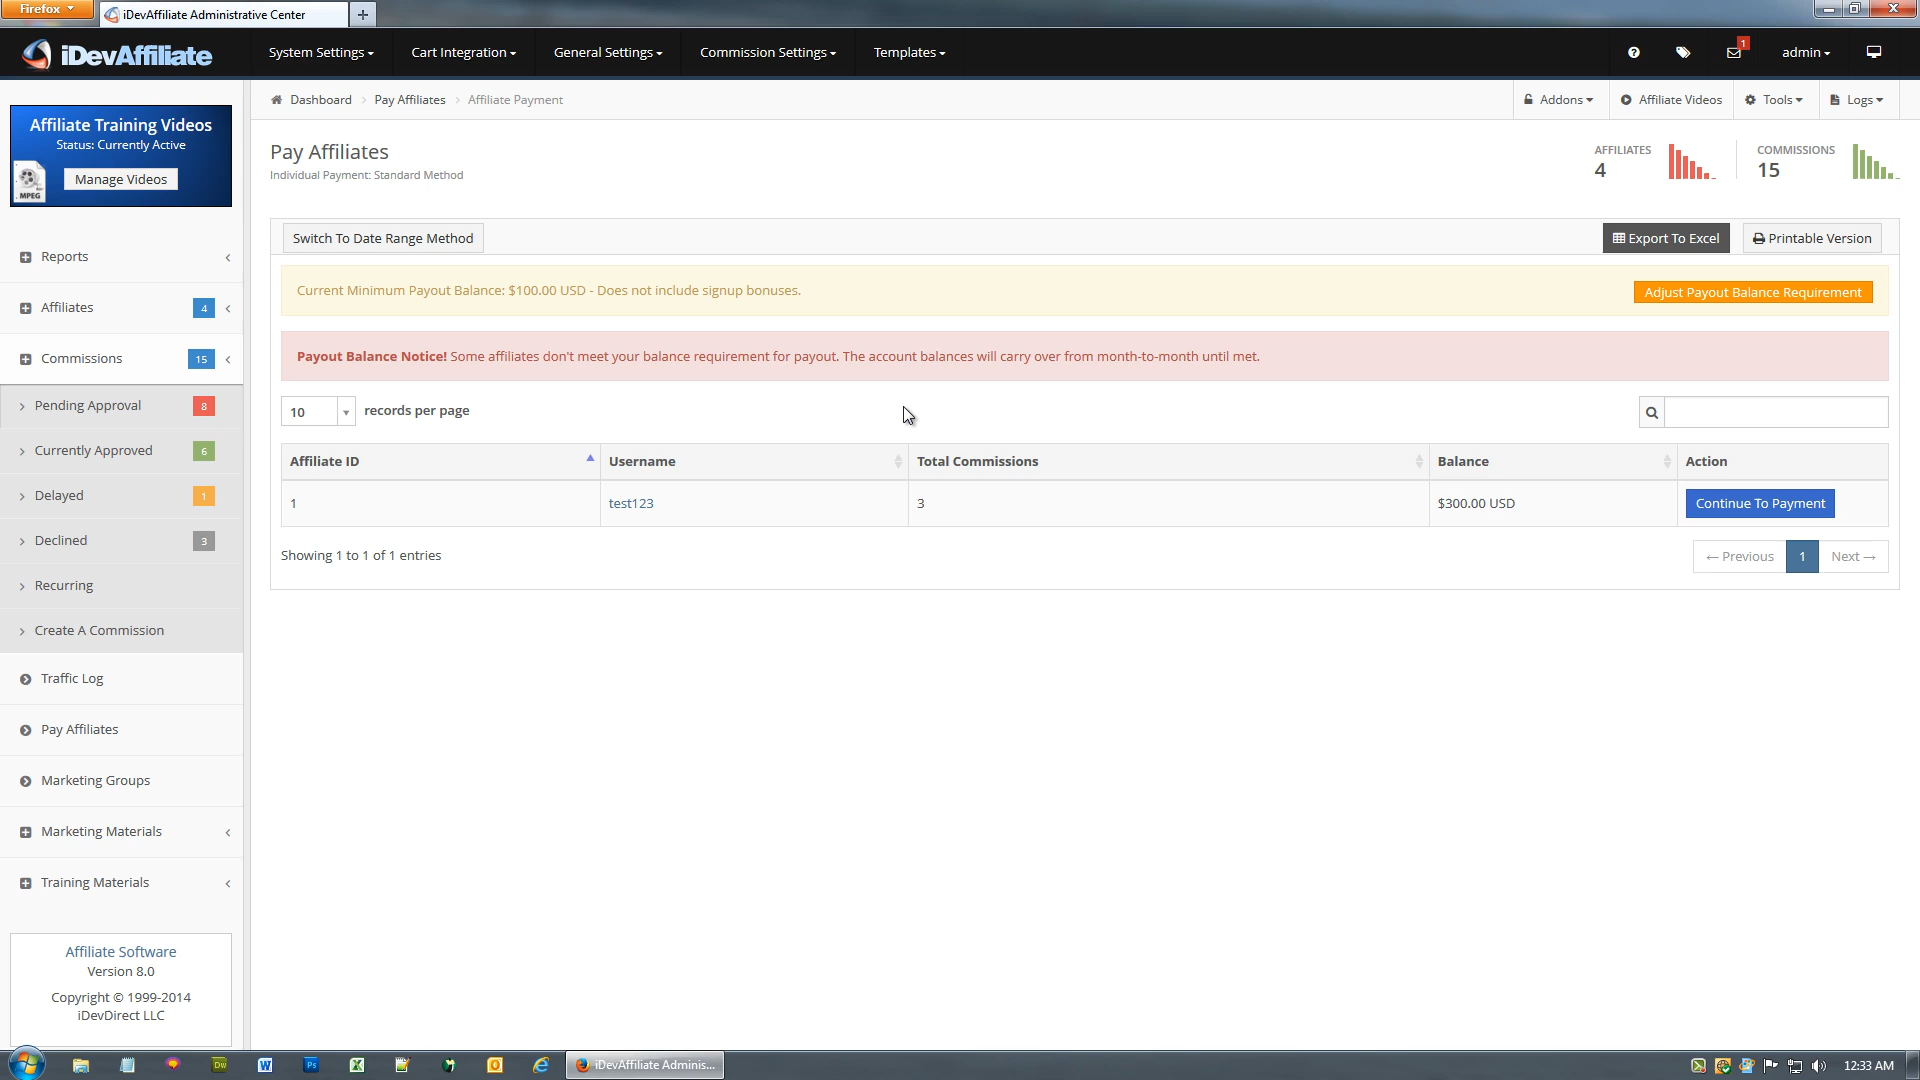 Firefox
iDevAffiliate Administrative Center
iDevAffiliate
System Settings
Cart Integration
General Settings
Commission Settings
Templates
1
admin
Affiliate Training Videos
Status: Currently Active
Manage Videos
MPEG
Dashboard
Pay Affiliates
Affiliate Payment
Addons
Affiliate Videos
Tools
Logs
Pay Affiliates
Individual Payment: Standard Method
AFFILIATES
4
COMMISSIONS
15
Switch To Date Range Method
Export To Excel
Printable Version
Current Minimum Payout Balance: $100.00 USD - Does not include signup bonuses.
Adjust Payout Balance Requirement
Payout Balance Notice! Some affiliates don't meet your balance requirement for payout. The account balances will carry over from month-to-month until met.
10 records per page
Affiliate ID Username Total Commissions Balance Action
1 test123 3 $300.00 USD Continue To Payment
Showing 1 to 1 of 1 entries
← Previous 1 Next →
Reports
Affiliates 4
Commissions 15
Pending Approval 8
Currently Approved 6
Delayed 1
Declined 3
Recurring
Create A Commission
Traffic Log
Pay Affiliates
Marketing Groups
Marketing Materials
Training Materials
Affiliate Software
Version 8.0
Copyright © 1999-2014
iDevDirect LLC
Dw
W
Ps
iDevAffiliate Adminis...
12:33 AM